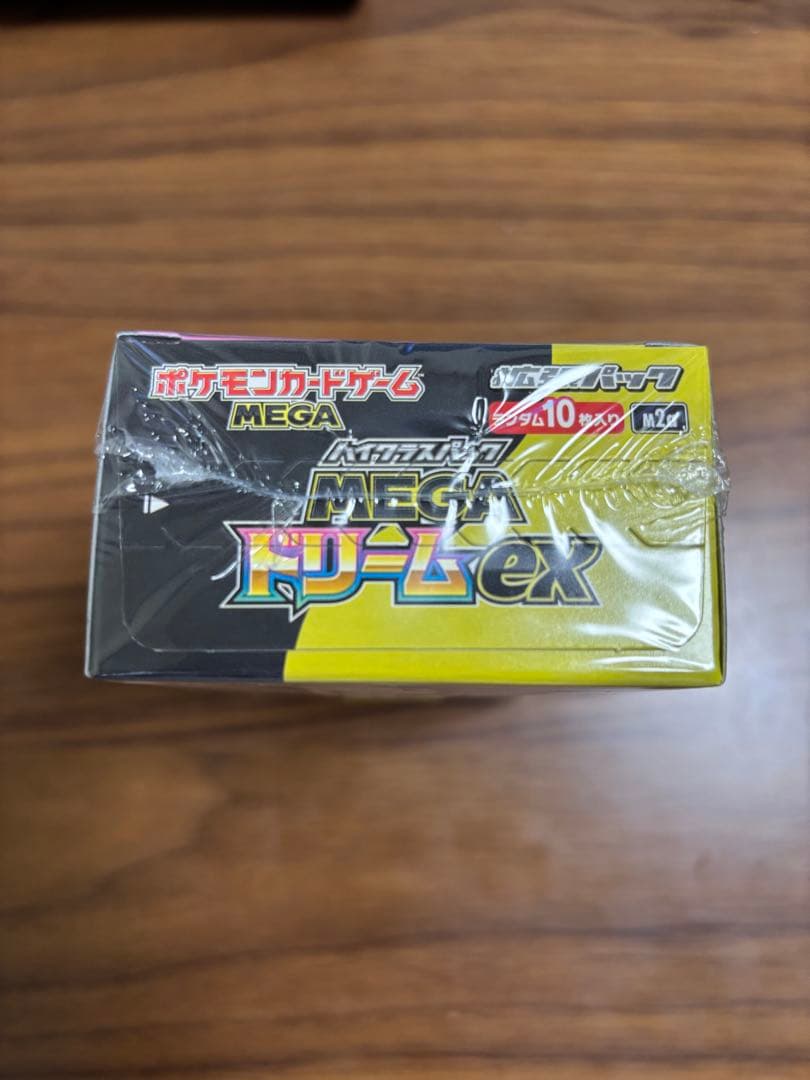 ポケモンカードゲーム
MEGA
拡張パック
ランダム10枚入り
M2a
ハイクラスパック
MEGA
ドリームex